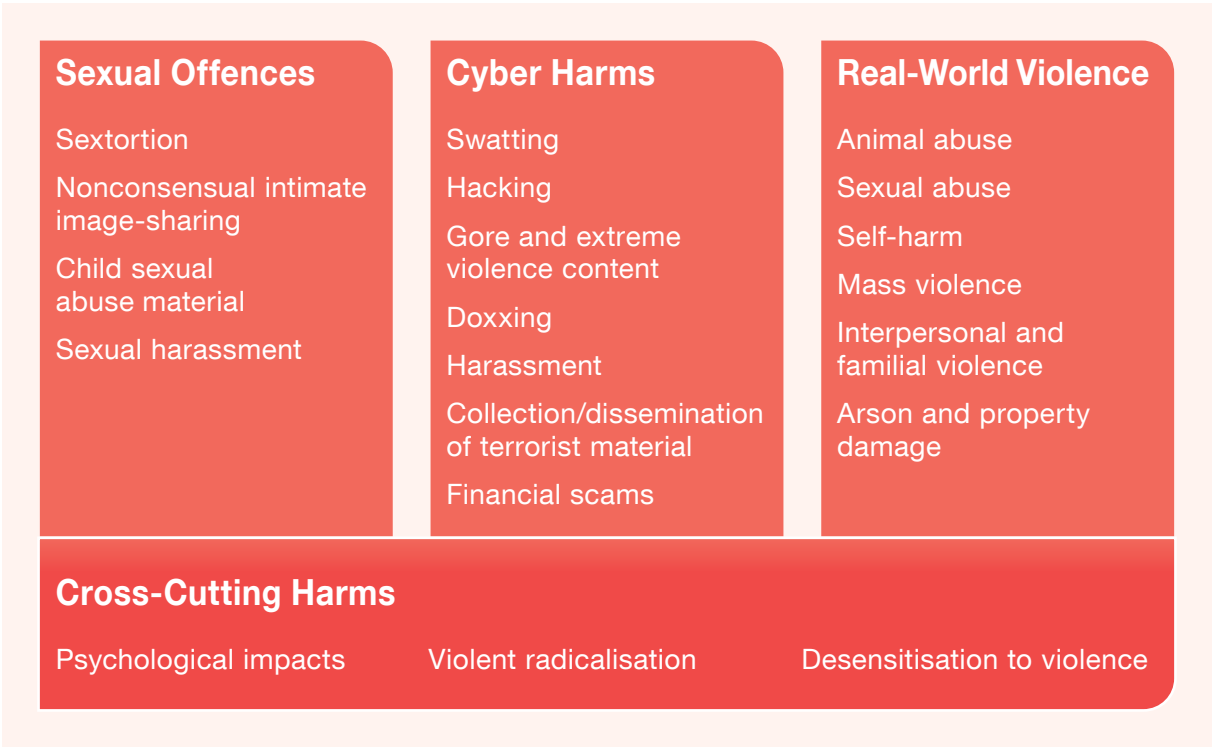 Sexual Offences
Sextortion
Nonconsensual intimate
image-sharing
Child sexual
abuse material
Sexual harassment
Cyber Harms
Swatting
Hacking
Gore and extreme
violence content
Doxxing
Harassment
Collection/dissemination
of terrorist material
Financial scams
Real-World Violence
Animal abuse
Sexual abuse
Self-harm
Mass violence
Interpersonal and
familial violence
Arson and property
damage
Cross-Cutting Harms
Psychological impacts
Violent radicalisation
Desensitisation to violence